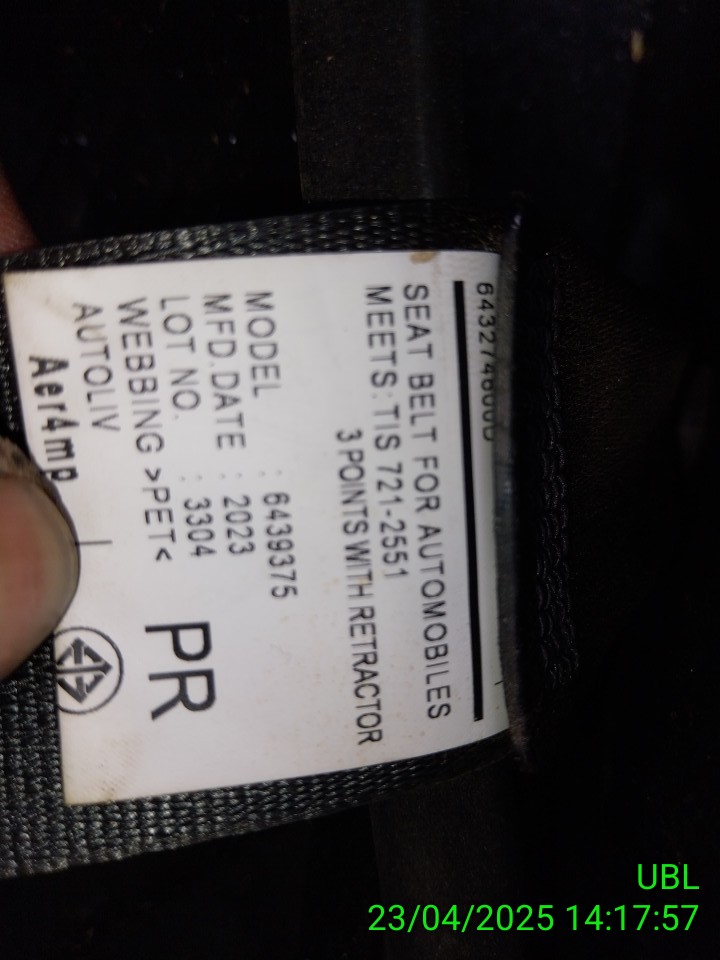 SEAT BELT FOR AUTOMOBILES
MEETS:TIS 721-2551
3 POINTS WITH RETRACTOR
MODEL : 6439375
MFD.DATE : 2023
LOT NO. : 3304
WEBBING >PET<
AUTOLIV
PR
Aer4mp
UBL
23/04/2025 14:17:57